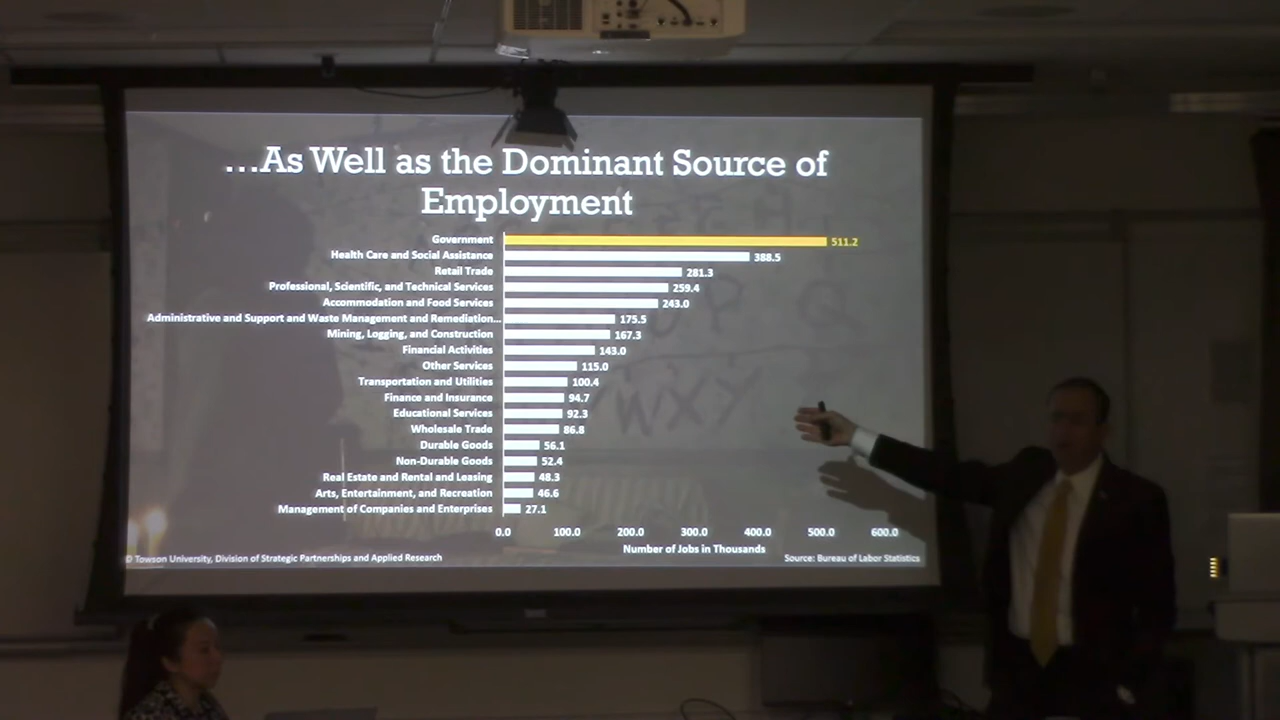 ...As Well as the Dominant Source of
Employment
Government 511.2
Health Care and Social Assistance 388.5
Retail Trade 281.3
Professional, Scientific, and Technical Services 259.4
Accommodation and Food Services 243.0
Administrative and Support and Waste Management and Remediation... 175.5
Mining, Logging, and Construction 167.3
Financial Activities 143.0
Other Services 115.0
Transportation and Utilities 100.4
Finance and Insurance 94.7
Educational Services 92.3
Wholesale Trade 86.8
Durable Goods 56.1
Non-Durable Goods 52.4
Real Estate and Rental and Leasing 48.3
Arts, Entertainment, and Recreation 46.6
Management of Companies and Enterprises 27.1
0.0 100.0 200.0 300.0 400.0 500.0 600.0
Number of Jobs in Thousands
© Towson University, Division of Strategic Partnerships and Applied Research
Source: Bureau of Labor Statistics
WXY